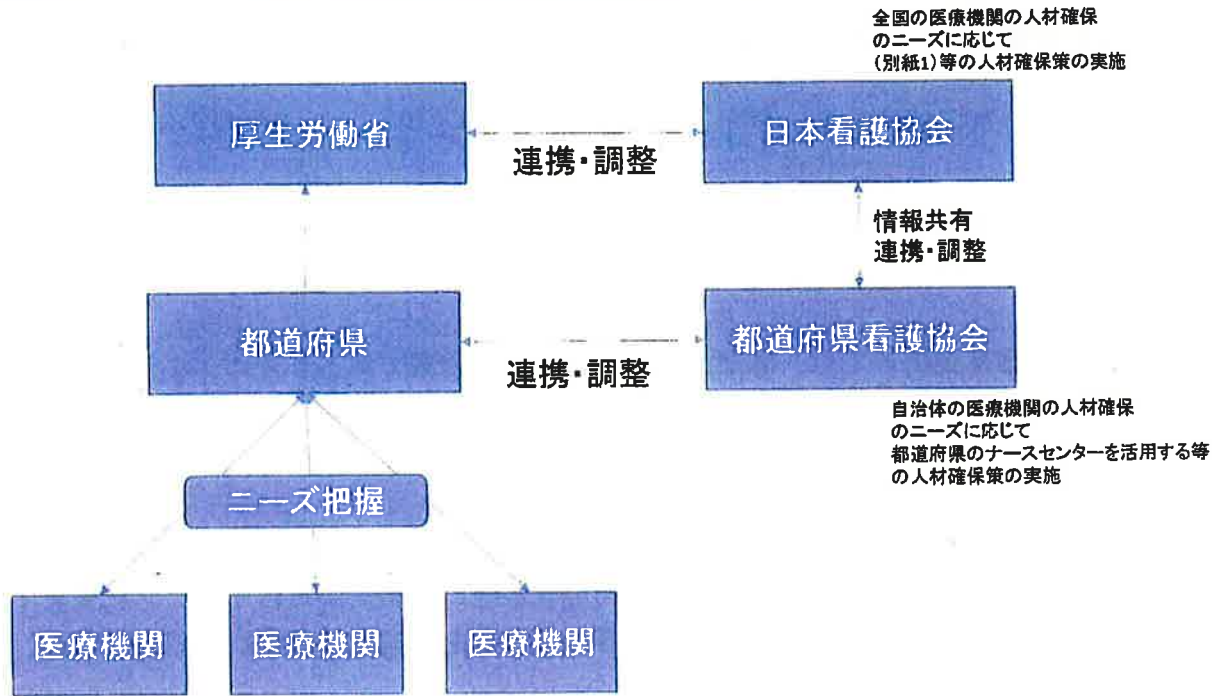 全国の医療機関の人材確保
のニーズに応じて
(別紙1)等の人材確保策の実施
厚生労働省
日本看護協会
連携・調整
情報共有
連携・調整
都道府県
都道府県看護協会
連携・調整
自治体の医療機関の人材確保
のニーズに応じて
都道府県のナースセンターを活用する等
の人材確保策の実施
ニーズ把握
医療機関
医療機関
医療機関